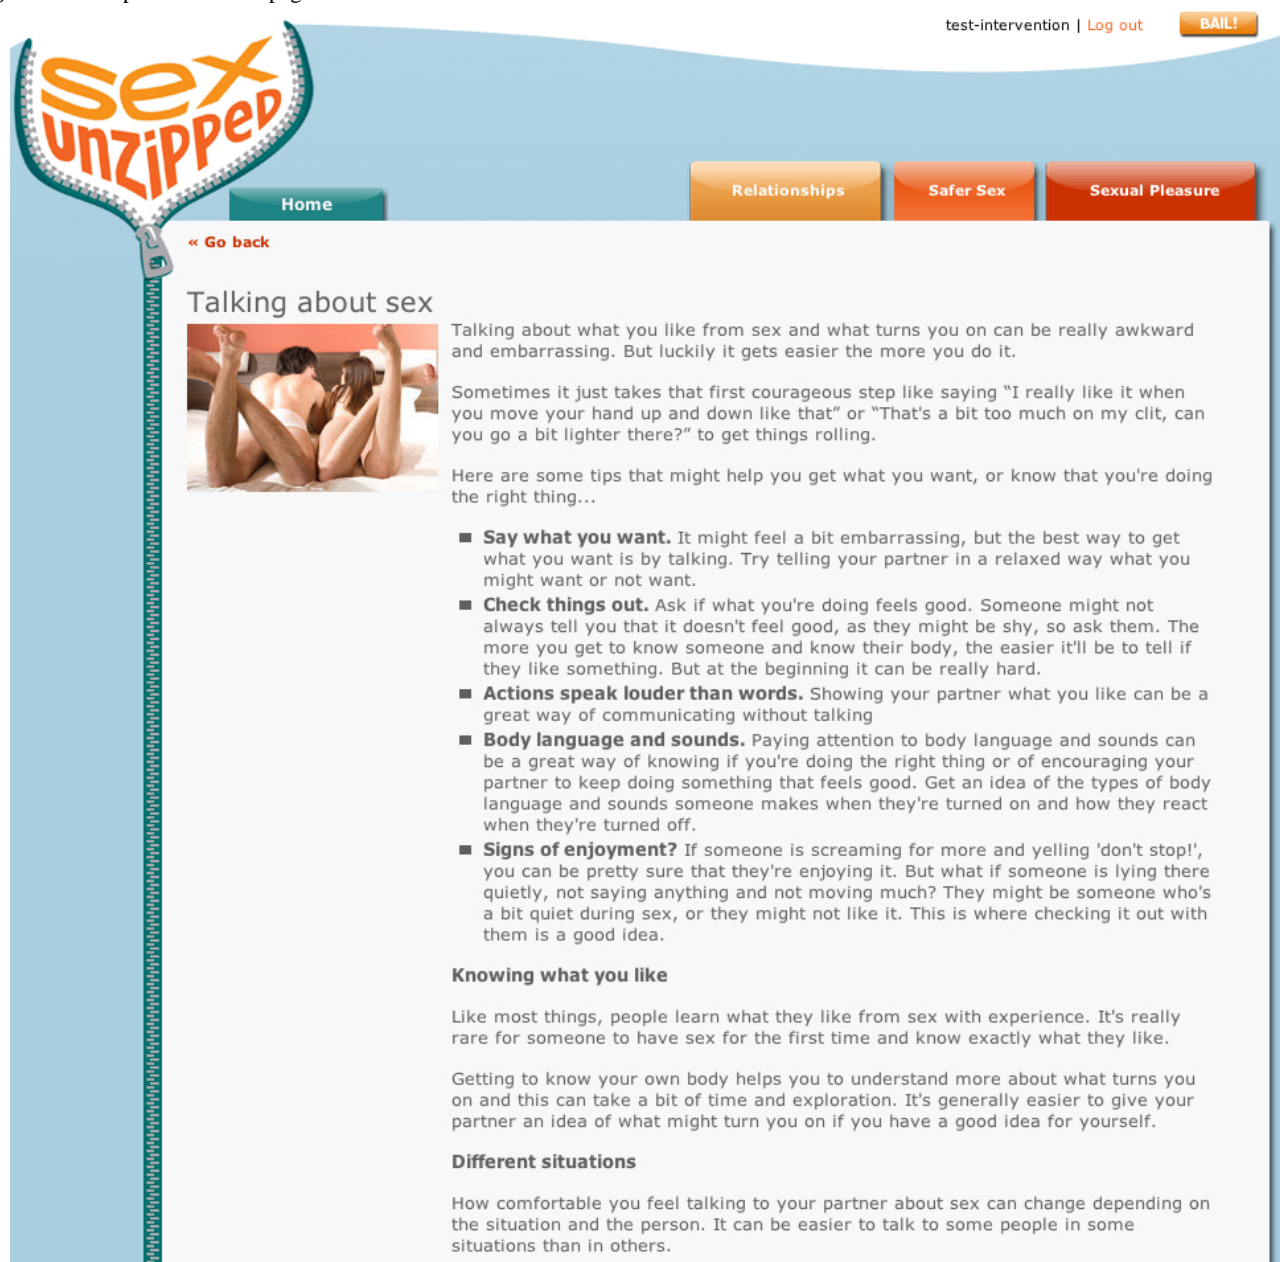 test-intervention | Log out
BAIL!
sex
unzipped
Home
Relationships
Safer Sex
Sexual Pleasure
« Go back
Talking about sex
Talking about what you like from sex and what turns you on can be really awkward
and embarrassing. But luckily it gets easier the more you do it.
Sometimes it just takes that first courageous step like saying “I really like it when
you move your hand up and down like that” or “That's a bit too much on my clit, can
you go a bit lighter there?” to get things rolling.
Here are some tips that might help you get what you want, or know that you're doing
the right thing...
Say what you want. It might feel a bit embarrassing, but the best way to get
what you want is by talking. Try telling your partner in a relaxed way what you
might want or not want.
Check things out. Ask if what you're doing feels good. Someone might not
always tell you that it doesn't feel good, as they might be shy, so ask them. The
more you get to know someone and know their body, the easier it'll be to tell if
they like something. But at the beginning it can be really hard.
Actions speak louder than words. Showing your partner what you like can be a
great way of communicating without talking
Body language and sounds. Paying attention to body language and sounds can
be a great way of knowing if you're doing the right thing or of encouraging your
partner to keep doing something that feels good. Get an idea of the types of body
language and sounds someone makes when they're turned on and how they react
when they're turned off.
Signs of enjoyment? If someone is screaming for more and yelling 'don't stop!',
you can be pretty sure that they're enjoying it. But what if someone is lying there
quietly, not saying anything and not moving much? They might be someone who's
a bit quiet during sex, or they might not like it. This is where checking it out with
them is a good idea.
Knowing what you like
Like most things, people learn what they like from sex with experience. It's really
rare for someone to have sex for the first time and know exactly what they like.
Getting to know your own body helps you to understand more about what turns you
on and this can take a bit of time and exploration. It's generally easier to give your
partner an idea of what might turn you on if you have a good idea for yourself.
Different situations
How comfortable you feel talking to your partner about sex can change depending on
the situation and the person. It can be easier to talk to some people in some
situations than in others.